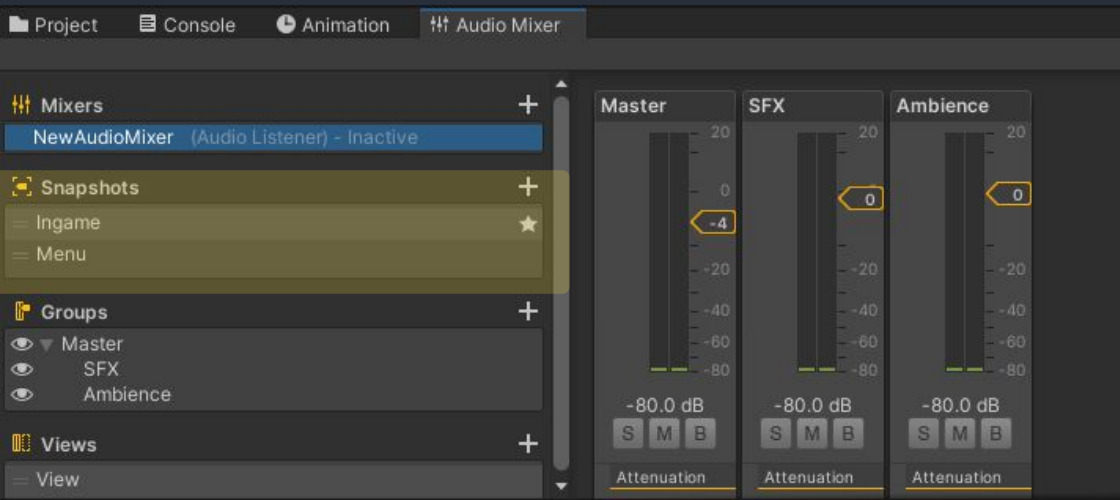 Project Console Animation Audio Mixer
Mixers
NewAudioMixer (Audio Listener) - Inactive
Snapshots
Ingame
Menu
Groups
Master
SFX
Ambience
Views
View
Master
20
0
-4
-20
-40
-60
-80
-80.0 dB
S M B
Attenuation
SFX
20
0
-20
-40
-60
-80
-80.0 dB
S M B
Attenuation
Ambience
20
0
-20
-40
-60
-80
-80.0 dB
S M B
Attenuation